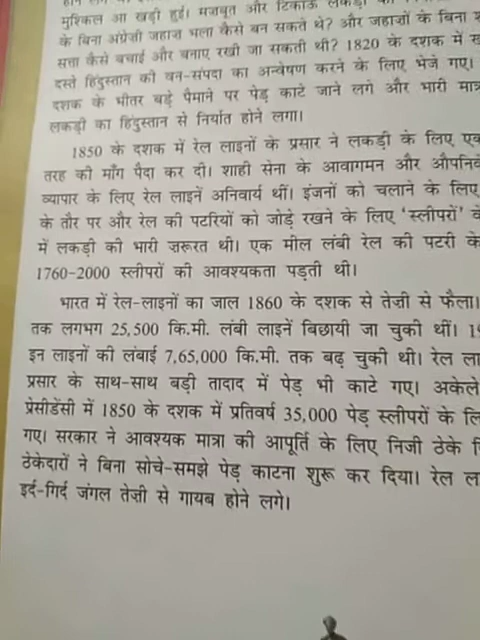 मुश्किल आ खड़ी हुई। मजबूत और टिकाऊ लकड़ी
के बिना अंग्रेज़ी जहाज़ भला कैसे बन सकते थे? और जहाज़ों के बिना
सत्ता कैसे बचाई और बनाए रखी जा सकती थी? 1820 के दशक में
दस्ते हिंदुस्तान की वन-संपदा का अन्वेषण करने के लिए भेजे गए।
दशक के भीतर बड़े पैमाने पर पेड़ काटे जाने लगे और भारी
लकड़ी का हिंदुस्तान से निर्यात होने लगा।
1850 के दशक में रेल लाइनों के प्रसार ने लकड़ी के लिए
तरह की माँग पैदा कर दी। शाही सेना के आवागमन और
व्यापार के लिए रेल लाइनें अनिवार्य थीं। इंजनों को चलाने के लिए
के तौर पर और रेल की पटरियों को जोड़े रखने के लिए ‘स्लीपरों’
में लकड़ी की भारी ज़रूरत थी। एक मील लंबी रेल की पटरी के
1760-2000 स्लीपरों की आवश्यकता पड़ती थी।
भारत में रेल-लाइनों का जाल 1860 के दशक से तेज़ी से फैला।
तक लगभग 25,500 कि.मी. लंबी लाइनें बिछायी जा चुकी थीं।
इन लाइनों की लंबाई 7,65,000 कि.मी. तक बढ़ चुकी थी। रेल
प्रसार के साथ-साथ बड़ी तादाद में पेड़ भी काटे गए। अकेले
प्रेसीडेंसी में 1850 के दशक में प्रतिवर्ष 35,000 पेड़ स्लीपरों के
गए। सरकार ने आवश्यक मात्रा की आपूर्ति के लिए निजी ठेके
ठेकेदारों ने बिना सोचे-समझे पेड़ काटना शुरू कर दिया। रेल
इर्द-गिर्द जंगल तेज़ी से गायब होने लगे।